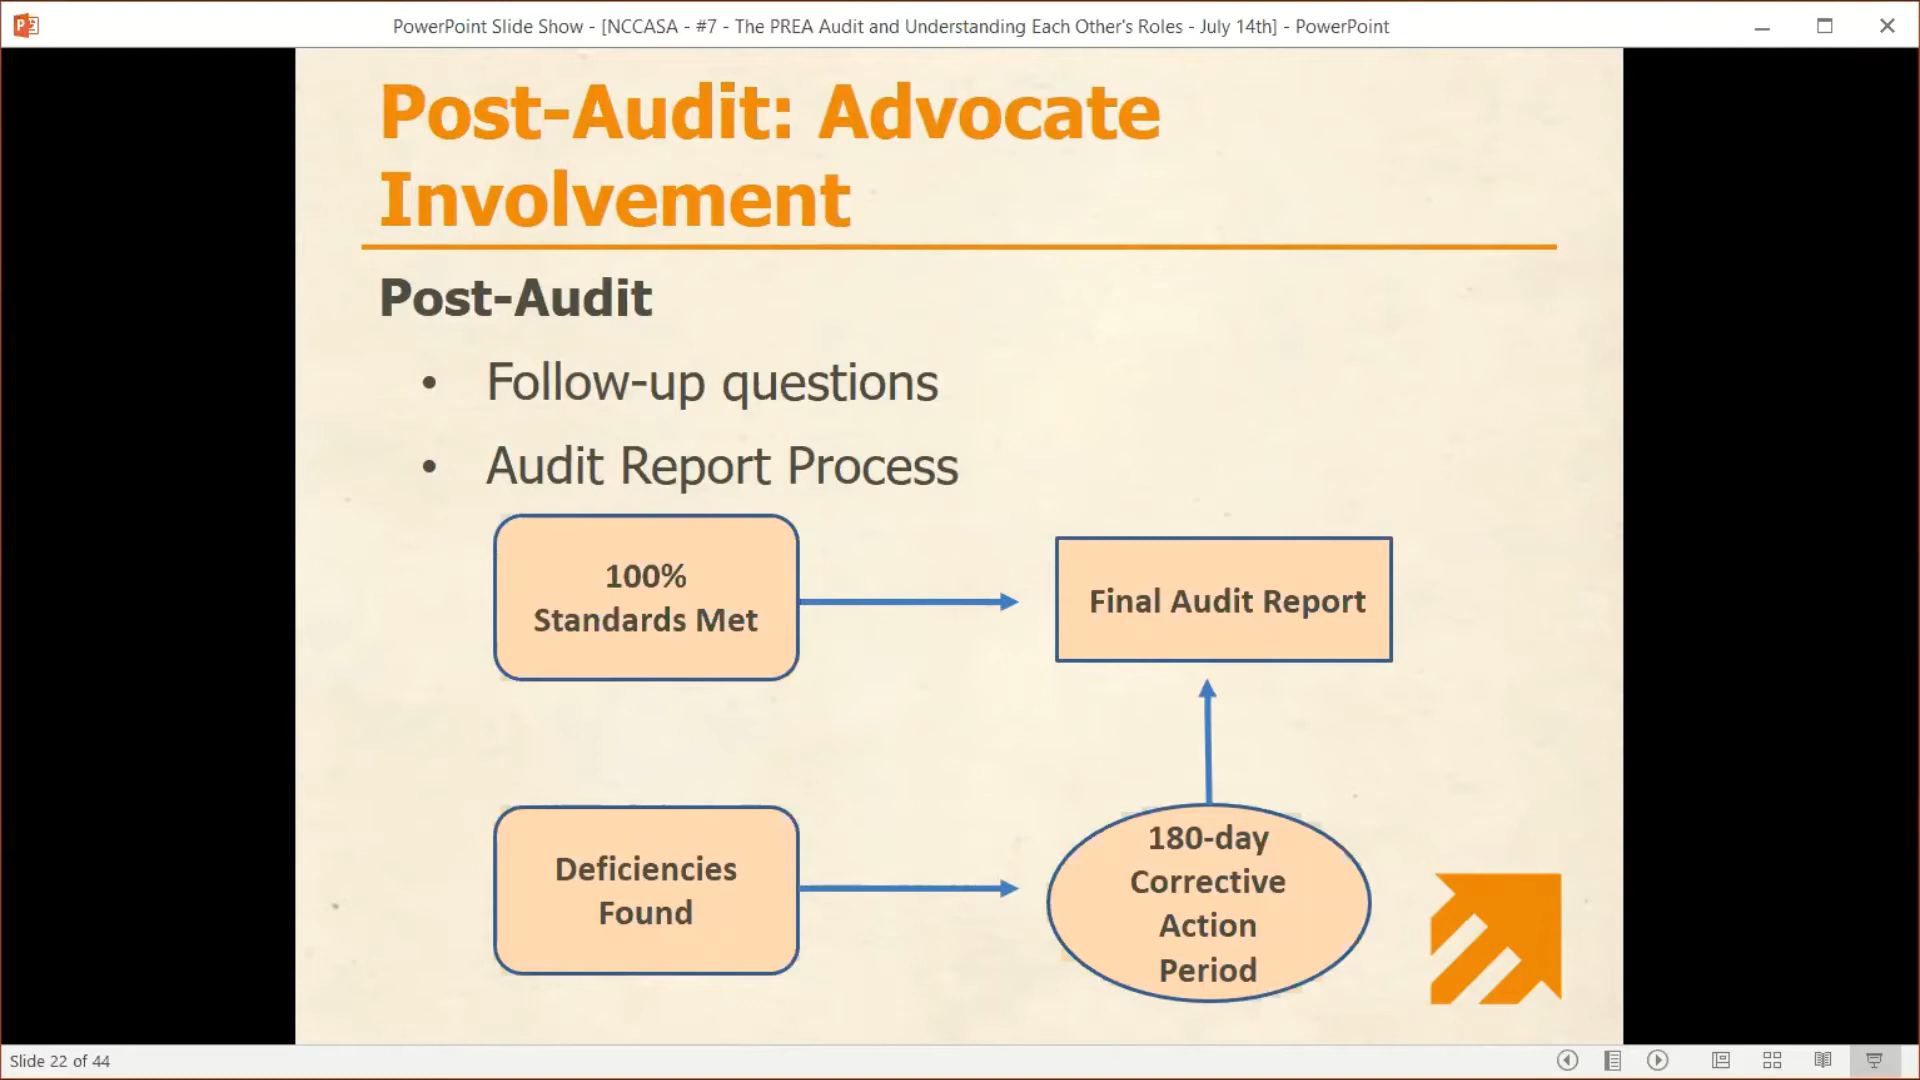 PowerPoint Slide Show - [NCCASA - #7 - The PREA Audit and Understanding Each Other's Roles - July 14th] - PowerPoint
Post-Audit: Advocate
Involvement
Post-Audit
• Follow-up questions
• Audit Report Process
100%
Standards Met
Final Audit Report
Deficiencies
Found
180-day
Corrective
Action
Period
Slide 22 of 44